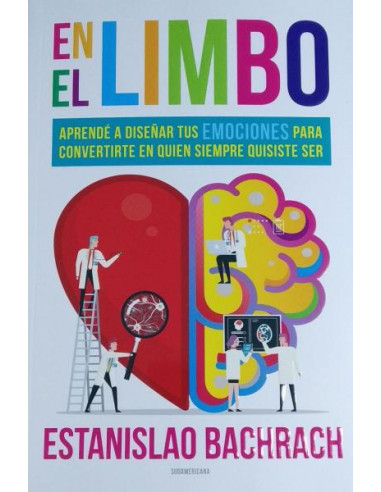 EN
EL LIMBO
APRENDÉ A DISEÑAR TUS EMOCIONES PARA
CONVERTIRTE EN QUIEN SIEMPRE QUISISTE SER
ESTANISLAO BACHRACH
SUDAMERICANA